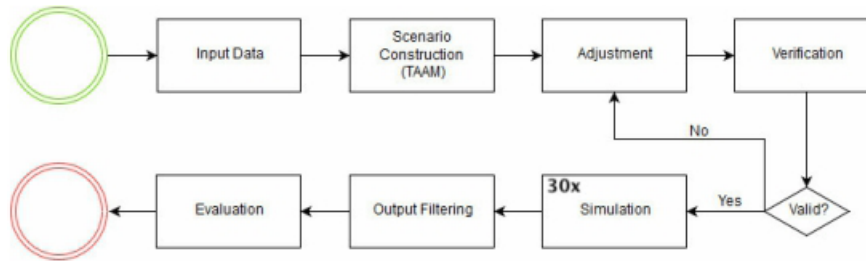 Input Data
Scenario
Construction
(TAAM)
Adjustment
Verification
No
30x
Evaluation
Output Filtering
Simulation
Yes
Valid?